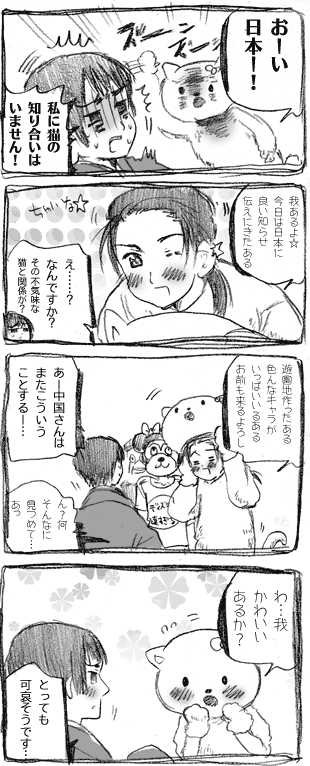 おーい
日本ー！
ズーン
ズーン
私に猫の
知り合いは
いません！
我あるよ☆
今日は日本に
良い知らせ
伝えにきたある
ちゃいな☆
え……？
なんですか？
その不気味な
猫と関係が？
遊園地作ったある
色んなキャラが
いっぱいいるある
お前も来るよろし
あー中国さんは
またこういう
ことするー…
ん？何
そんなに
見つめて…
あっ
わ…我
かわいい
あるか？
とっても
可哀そうです…